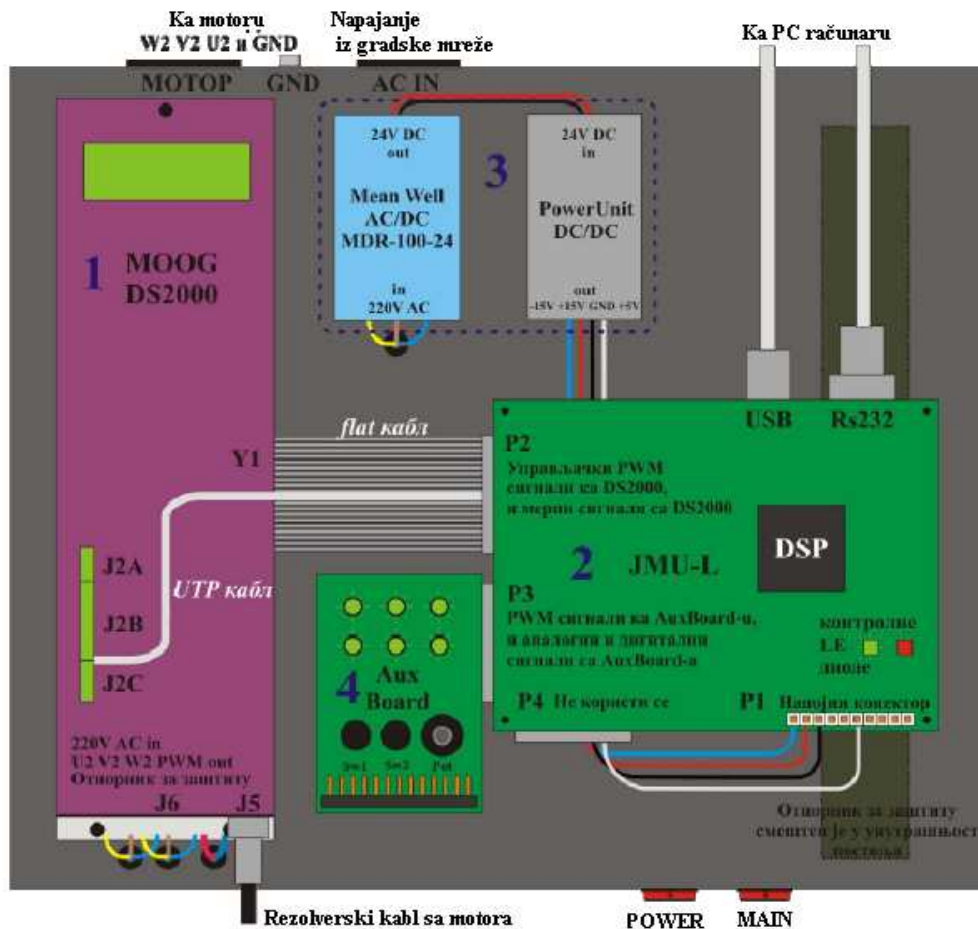 Ka motoru
W2 V2 U2 и GND
Napajanje
iz gradske mreže
Ka PC računaru
МОТОР
GND
AC IN
24V DC
out
Mean Well
AC/DC
MDR-100-24
in
220V AC
3
24V DC
in
PowerUnit
DC/DC
out
-15V +15V GND +5V
1
MOOG
DS2000
USB
Rs232
flat кабл
Y1
P2
Управљачки PWM
сигнали ка DS2000,
и мерни сигнали са DS2000
DSP
2
JMU-L
J2A
UTP кабл
J2B
J2C
P3
PWM сигнали ка AuxBoard-у,
и аналогни и дигитални
сигнали са AuxBoard-а
контролне
LE
диоде
4
Aux
Board
P4 Не користи се
P1 Напојни конектор
Sw1
Sw2
Pot
220V AC in
U2 V2 W2 PWM out
Отпорник за заштиту
J6
J5
Отпорник за заштиту
смештен је у унутрашњост
постоља
Rezolverski kabl sa motora
POWER
MAIN